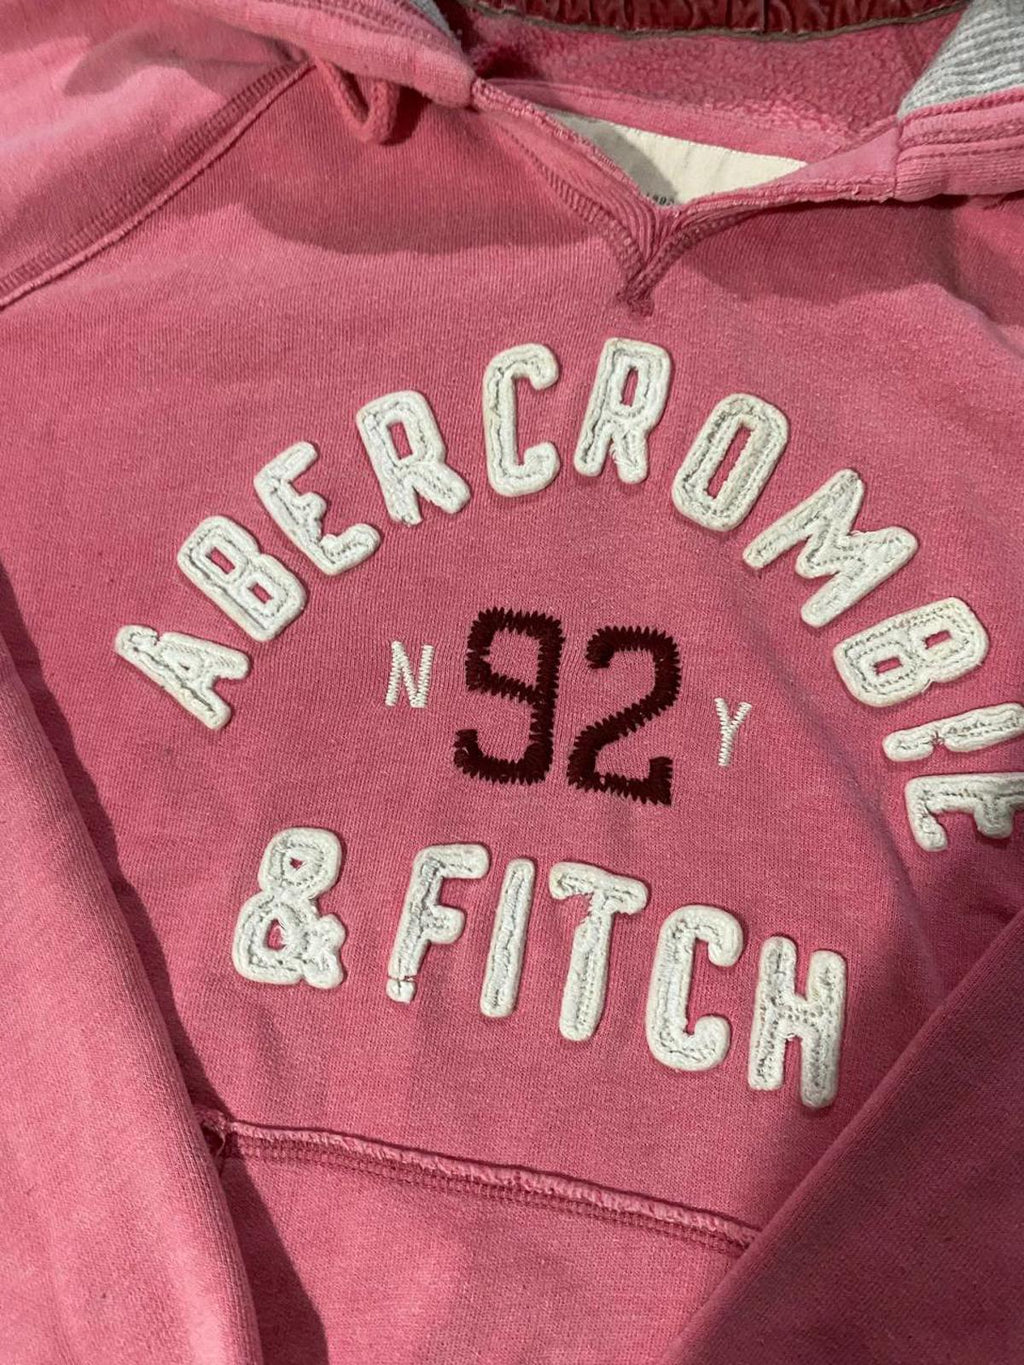 ABERCROMBIE
N 92 Y
& FITCH